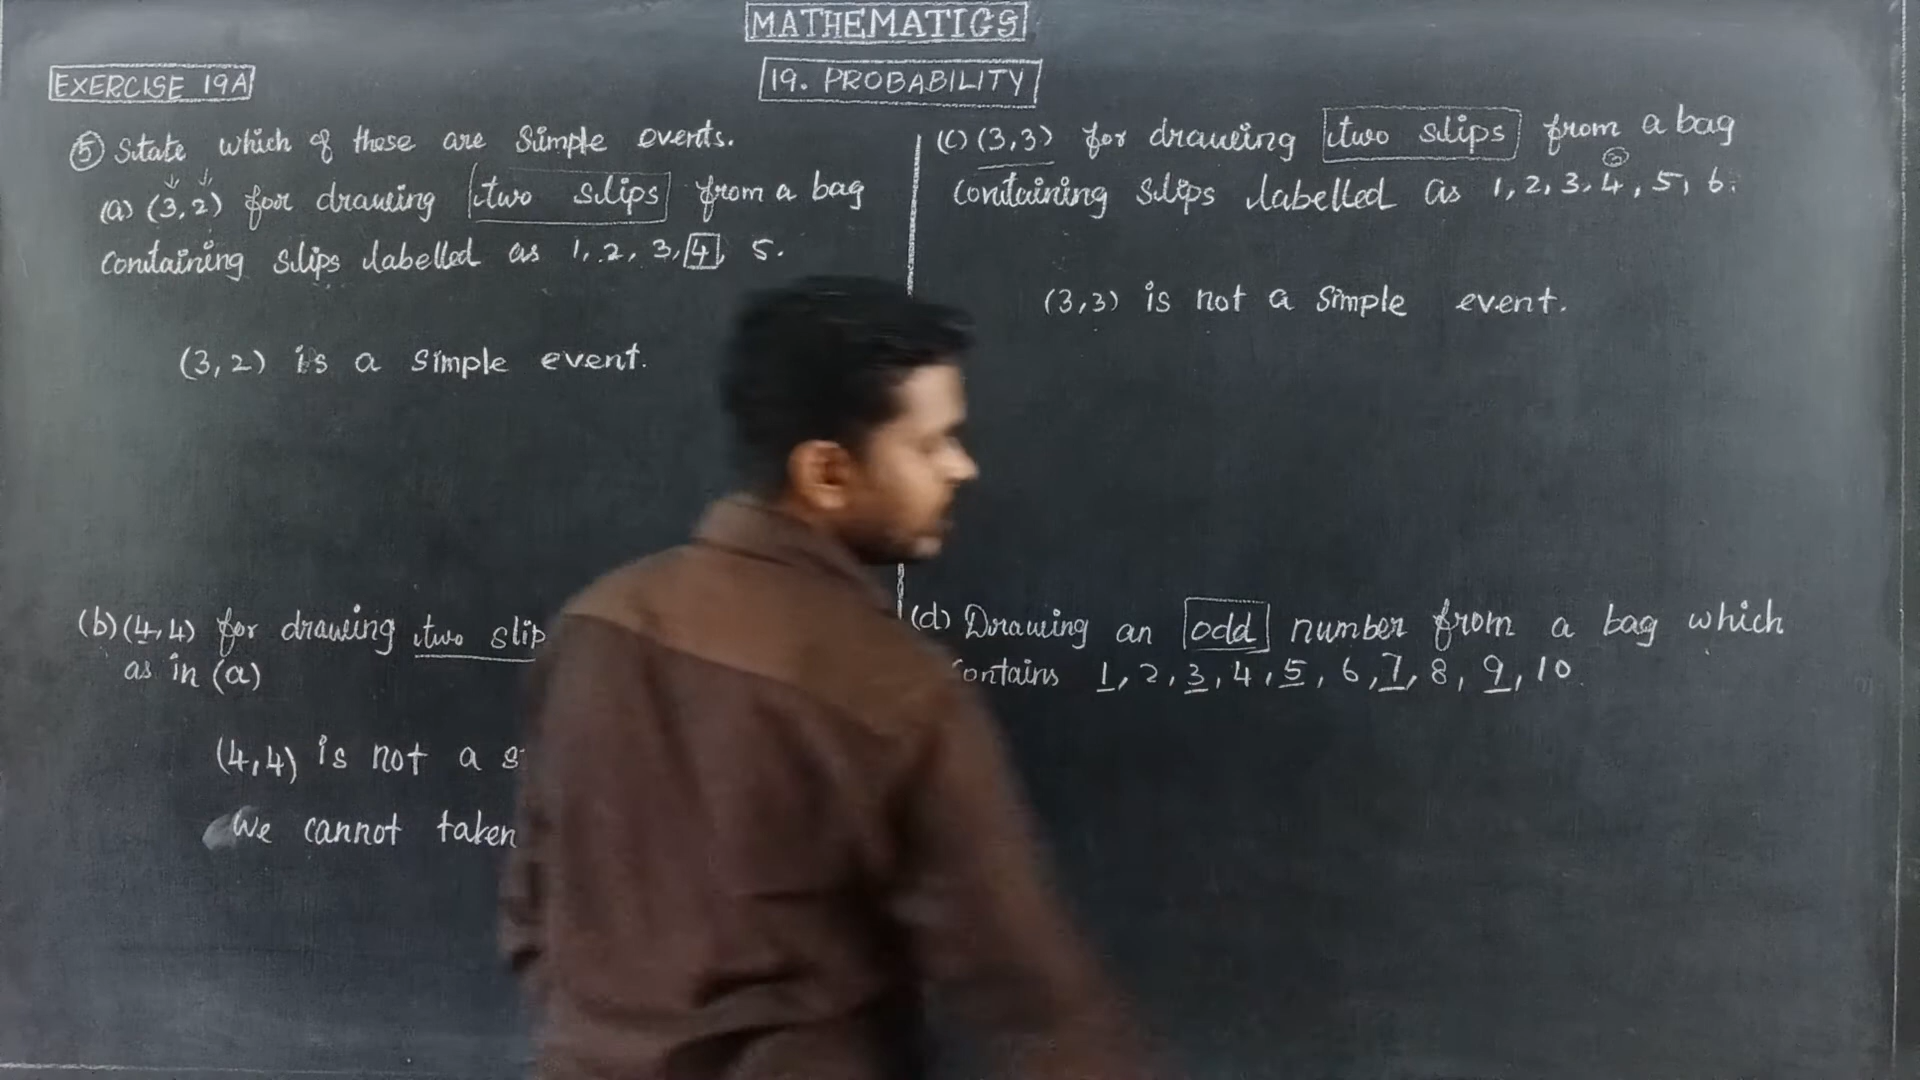 MATHEMATICS
19. PROBABILITY
EXERCISE 19A
⑤ State which of these are Simple events.
(a) (3,2) for drawing two slips from a bag
containing slips labelled as 1, 2, 3, 4, 5.
(3,2) is a simple event.
(b) (4,4) for drawing two slip
as in (a)
(4,4) is not a s
We cannot taken
(c) (3,3) for drawing two slips from a bag
containing slips labelled as 1, 2, 3, 4, 5, 6.
(3,3) is not a simple event.
(d) Drawing an odd number from a bag which
ontains 1, 2, 3, 4, 5, 6, 7, 8, 9, 10